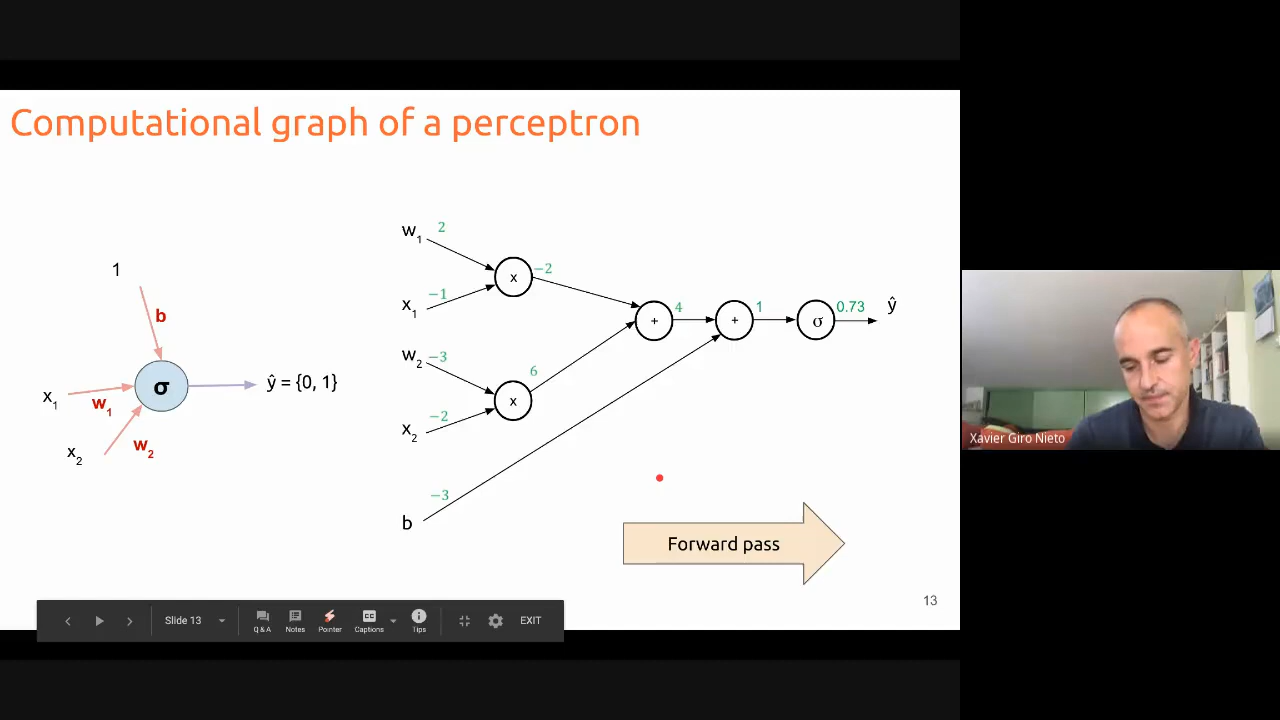 Computational graph of a perceptron
1
b
x1
w1
x2
w2
σ
ŷ = {0, 1}
w1 2
x1 −1
x
−2
w2 −3
x2 −2
x
6
b −3
+
4
+
1
σ
0.73
ŷ
Forward pass
13
Slide 13
Q & A
Notes
Pointer
CC
Captions
Tips
EXIT
Xavier Giro Nieto